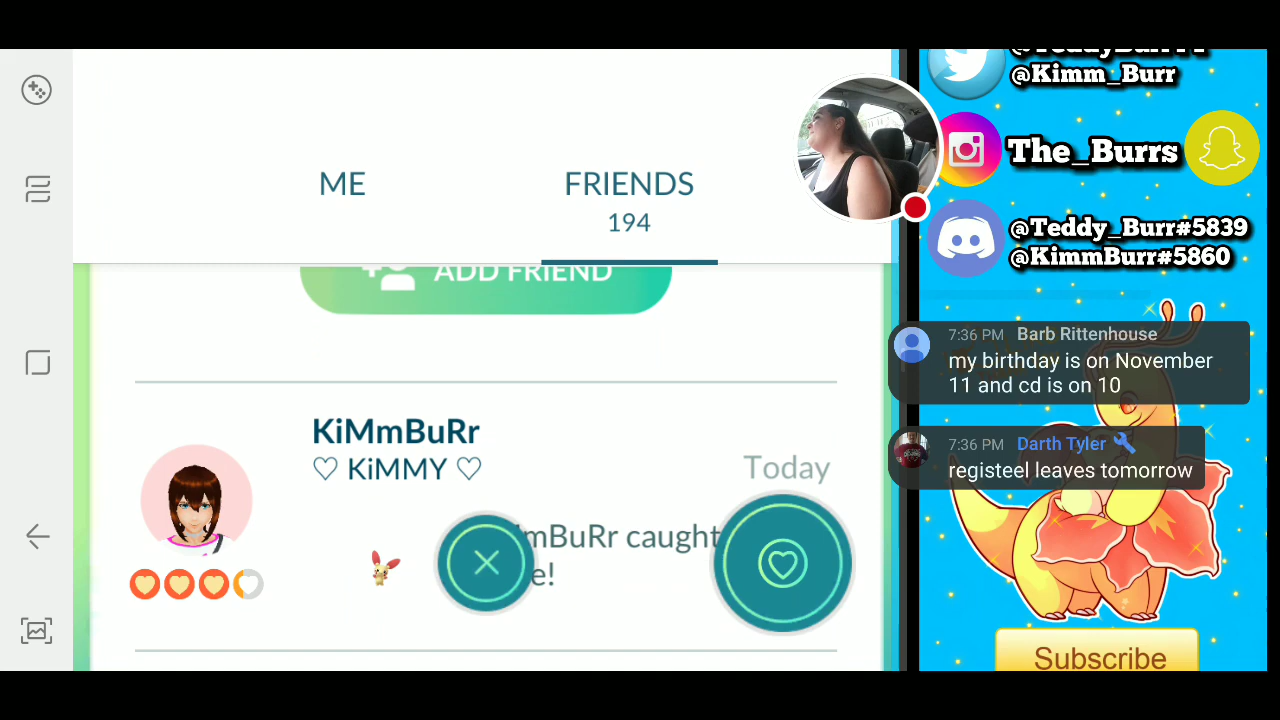 ME
FRIENDS
194
ADD FRIEND
KiMmBuRr
♡ KiMMY ♡
Today
mBuRr caught
e!
@Kimm_Burr
The_Burrs
@Teddy_Burr#5839
@KimmBurr#5860
7:36 PM Barb Rittenhouse
my birthday is on November
11 and cd is on 10
7:36 PM Darth Tyler
registeel leaves tomorrow
Subscribe